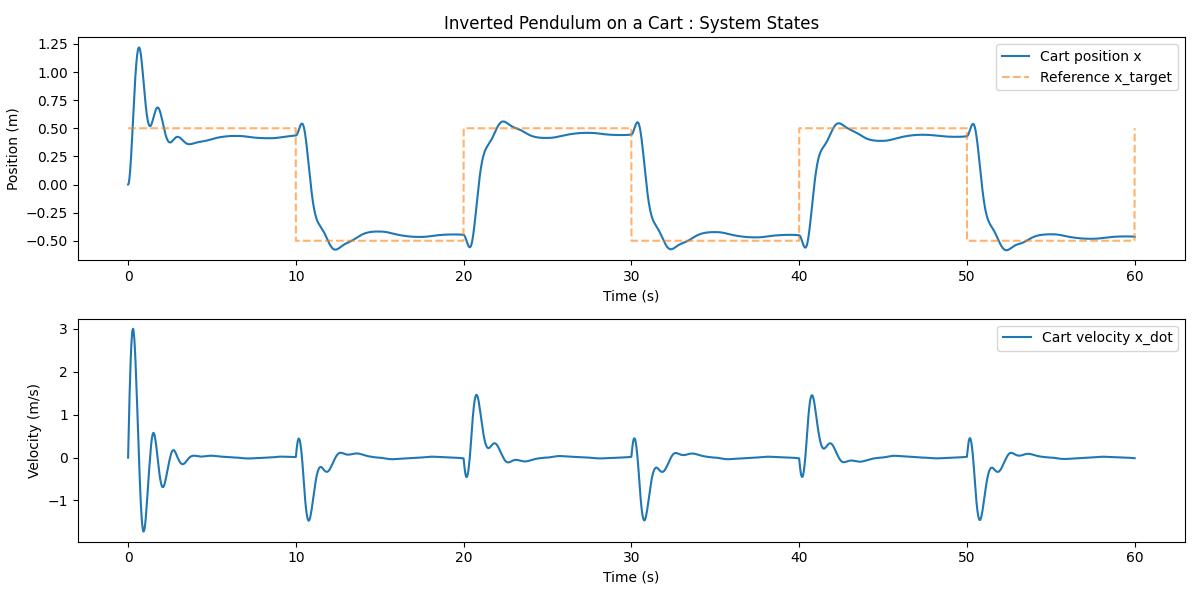 Inverted Pendulum on a Cart : System States
1.25
1.00
0.75
0.50
0.25
0.00
−0.25
−0.50
Position (m)
Cart position x
Reference x_target
0 10 20 30 40 50 60
Time (s)
3
2
1
0
−1
Velocity (m/s)
Cart velocity x_dot
0 10 20 30 40 50 60
Time (s)